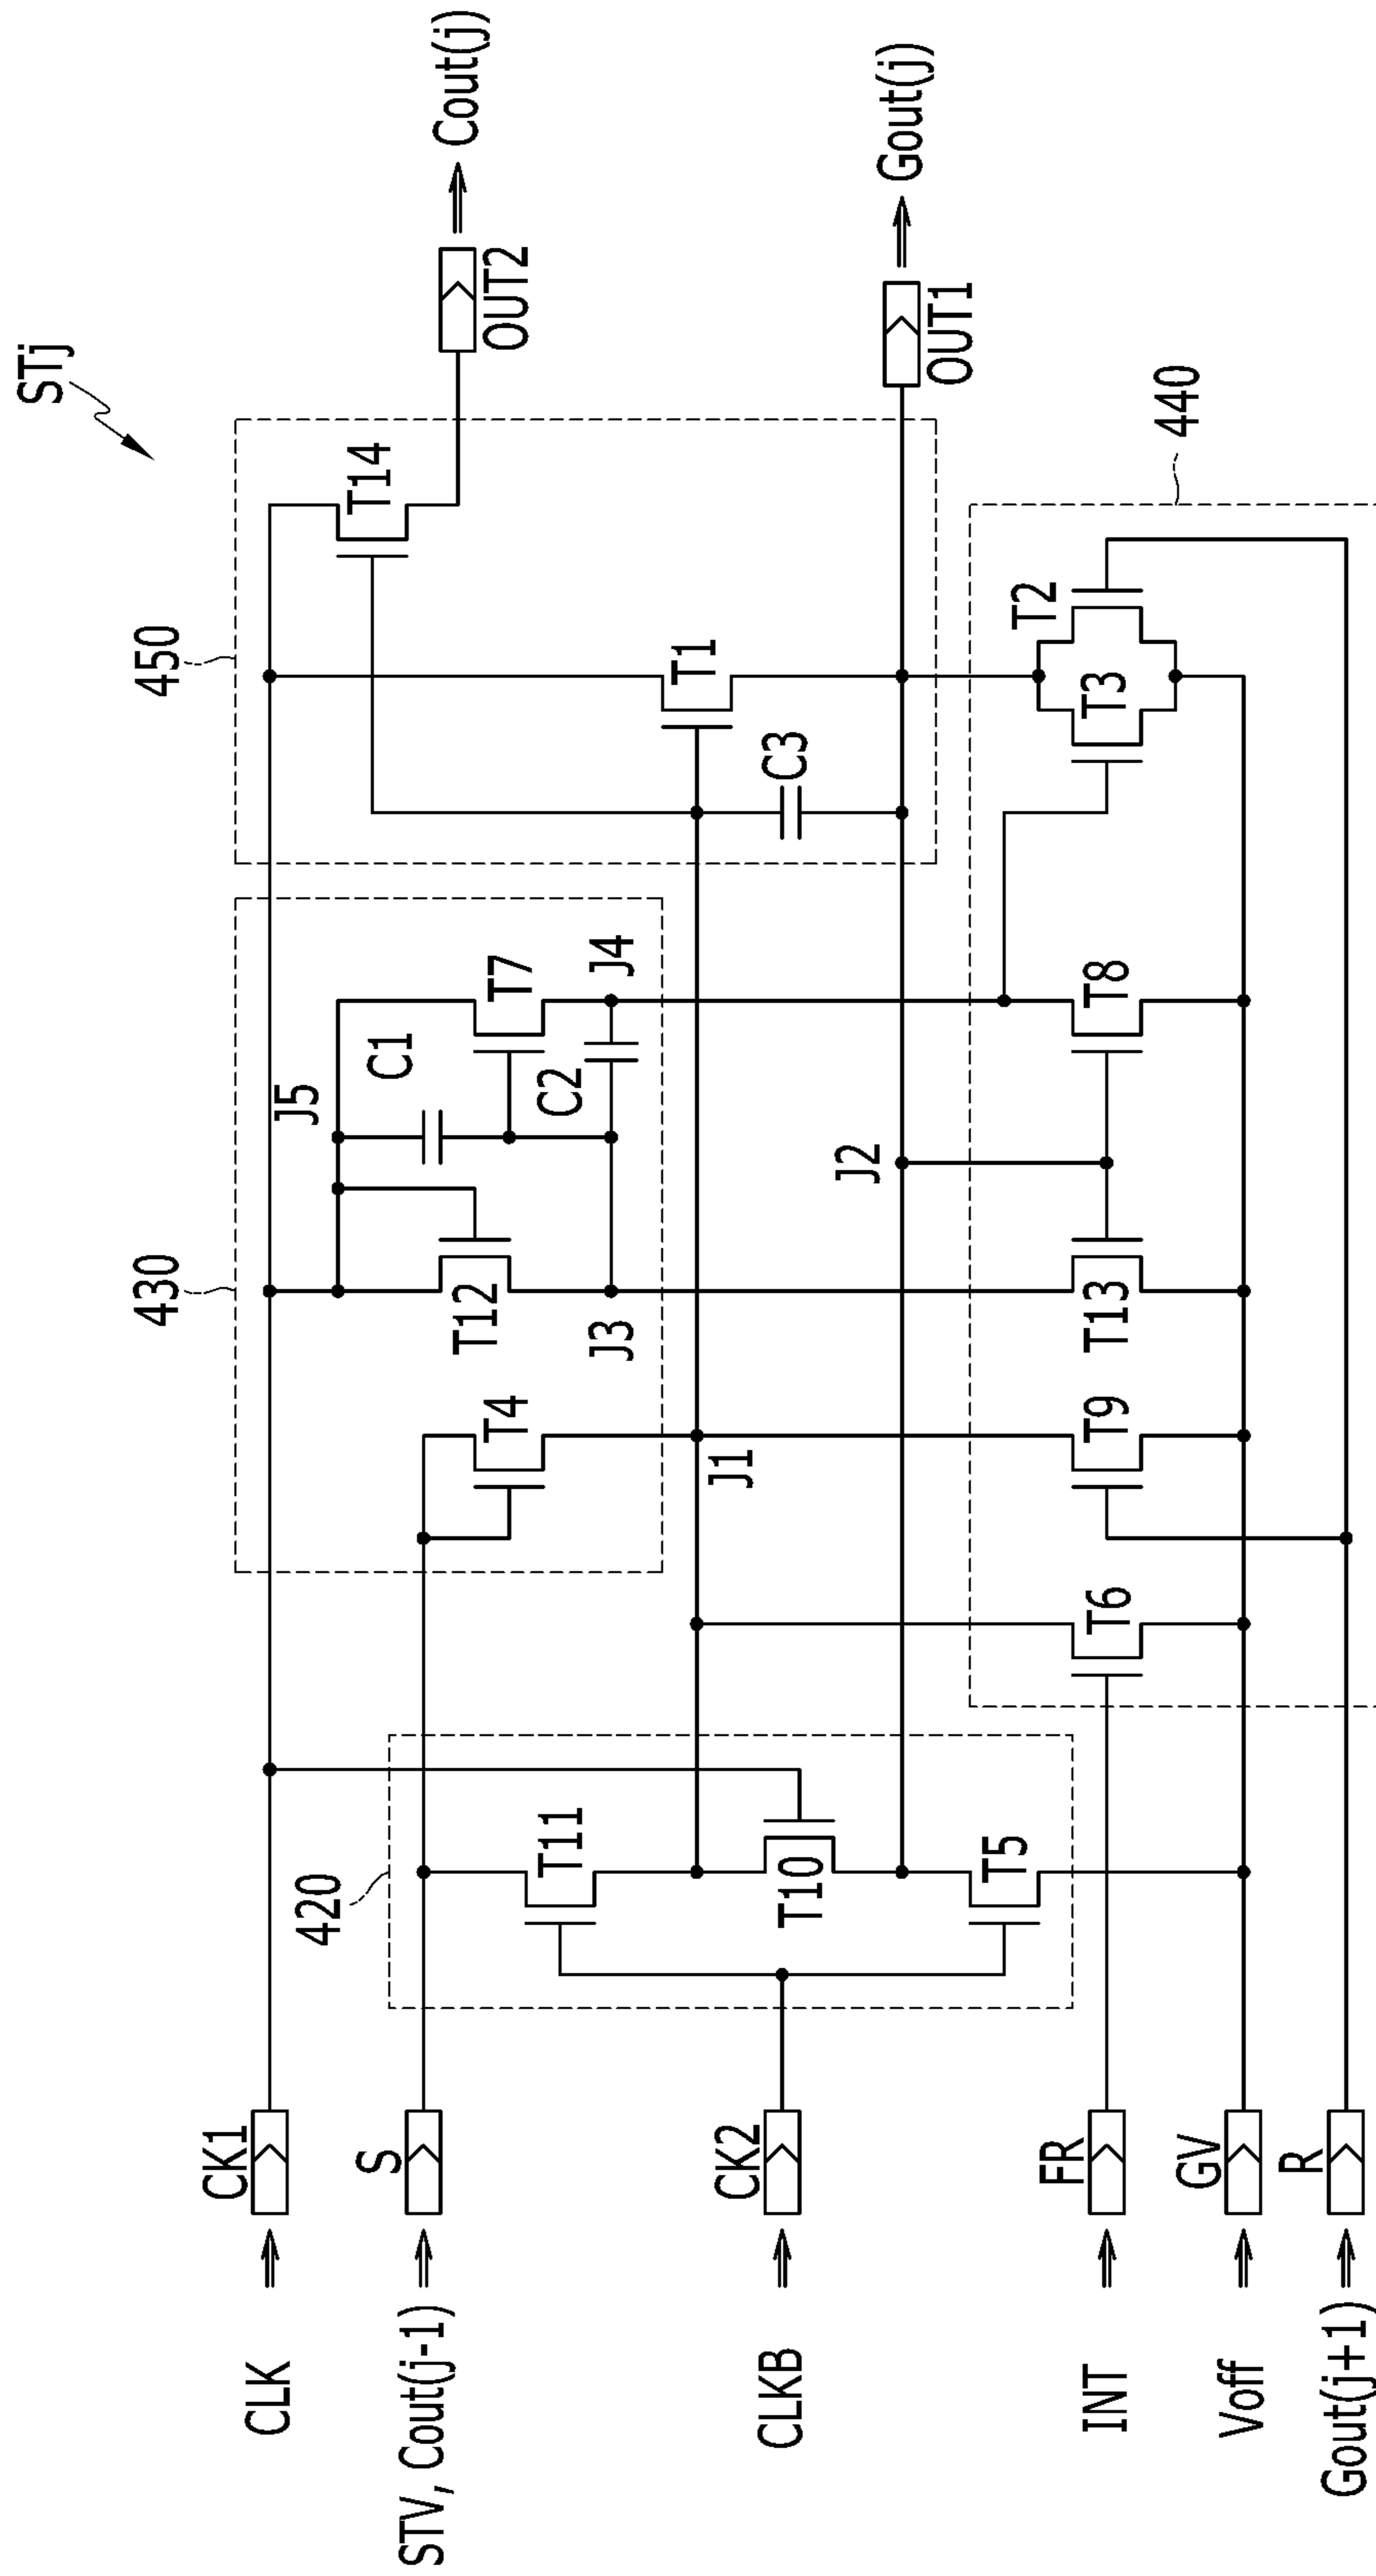 STj
450
430
420
440
CLK
CK1
STV, Cout(j-1)
S
CLKB
CK2
INT
FR
Voff
GV
Gout(j+1)
R
T11
T10
T5
T4
T12
C1
J5
T7
C2
J3
J4
J1
J2
T6
T9
T13
T8
T3
T2
T14
T1
C3
OUT2
Cout(j)
OUT1
Gout(j)